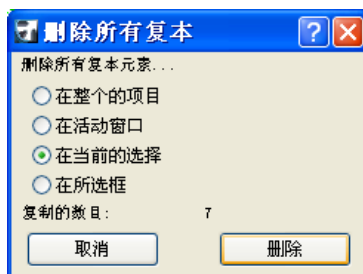 删除所有复本
删除所有复本元素...
在整个的项目
在活动窗口
在当前的选择
在所选框
复制的数目: 7
取消 删除